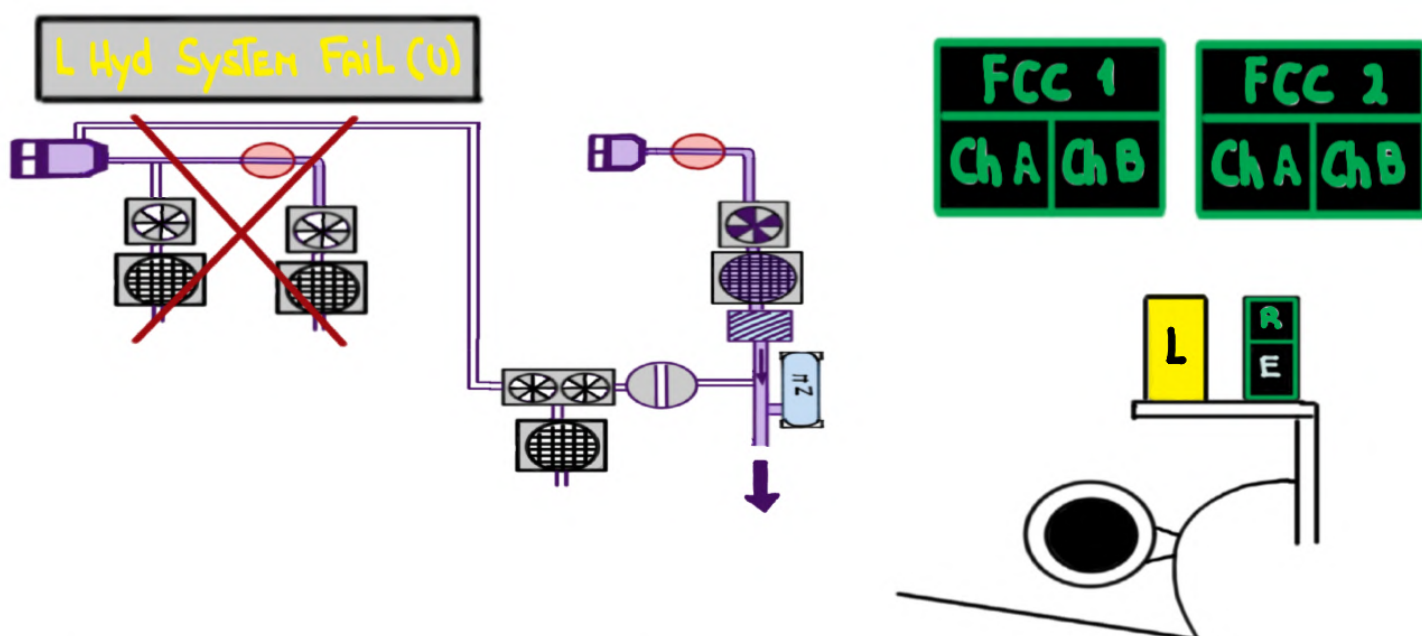 L Hyd SYSTEM FAiL (U)
FCC 1
Ch A
Ch B
FCC 2
Ch A
Ch B
L
R
E